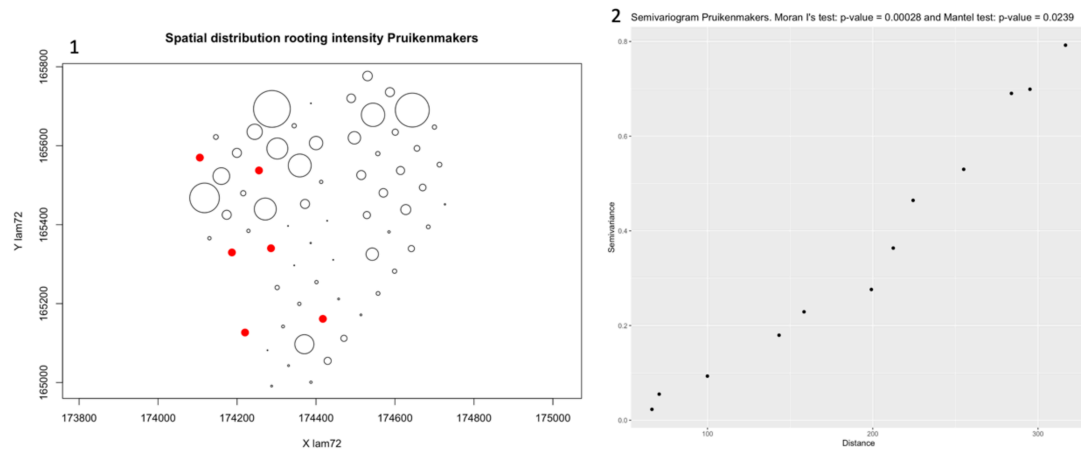 1
Spatial distribution rooting intensity Pruikenmakers
165800
165600
165400
165200
165000
Y lam72
173800 174000 174200 174400 174600 174800 175000
X lam72
2 Semivariogram Pruikenmakers. Moran I's test: p-value = 0.00028 and Mantel test: p-value = 0.0239
0.8
0.6
0.4
0.2
0.0
Semivariance
100 200 300
Distance